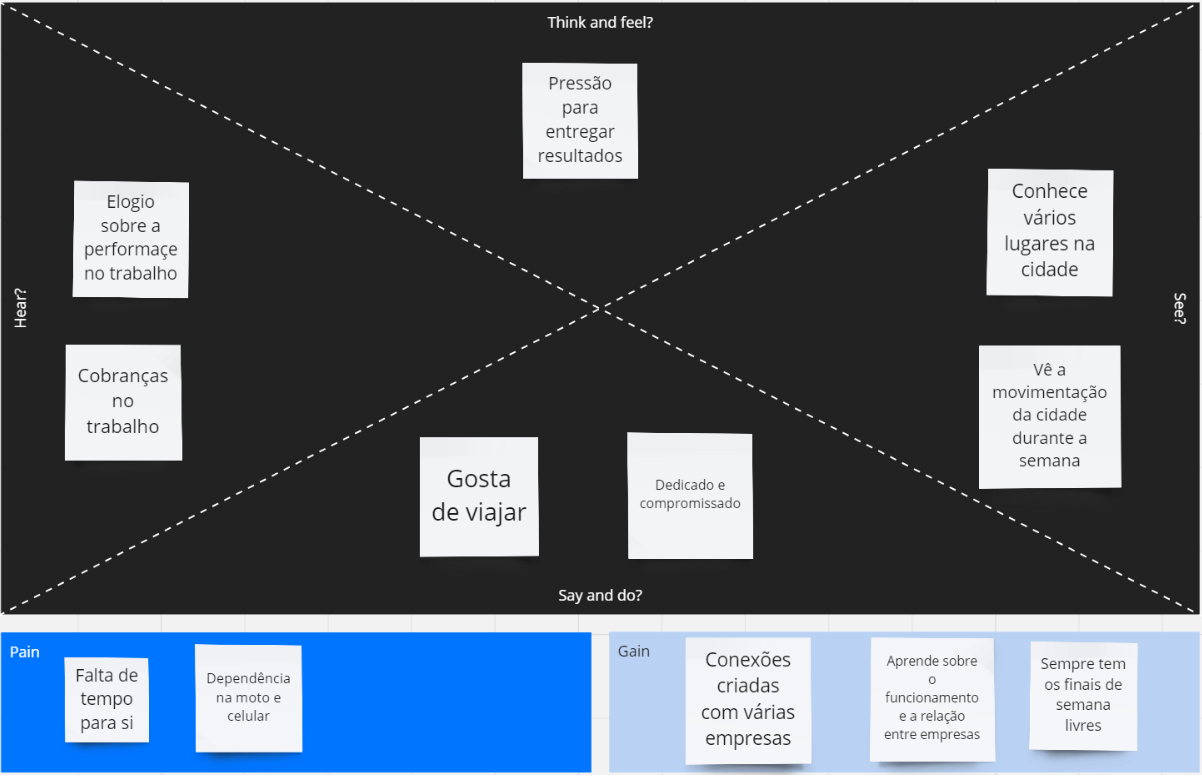 Think and feel?
Pressão
para
entregar
resultados
Hear?
Elogio
sobre a
performaçe
no trabalho
Cobranças
no
trabalho
See?
Conhece
vários
lugares na
cidade
Vê a
movimentação
da cidade
durante a
semana
Gosta
de viajar
Dedicado e
compromissado
Say and do?
Pain
Falta de
tempo
para si
Dependência
na moto e
celular
Gain
Conexões
criadas
com várias
empresas
Aprende sobre
o
funcionamento
e a relação
entre empresas
Sempre tem
os finais de
semana
livres